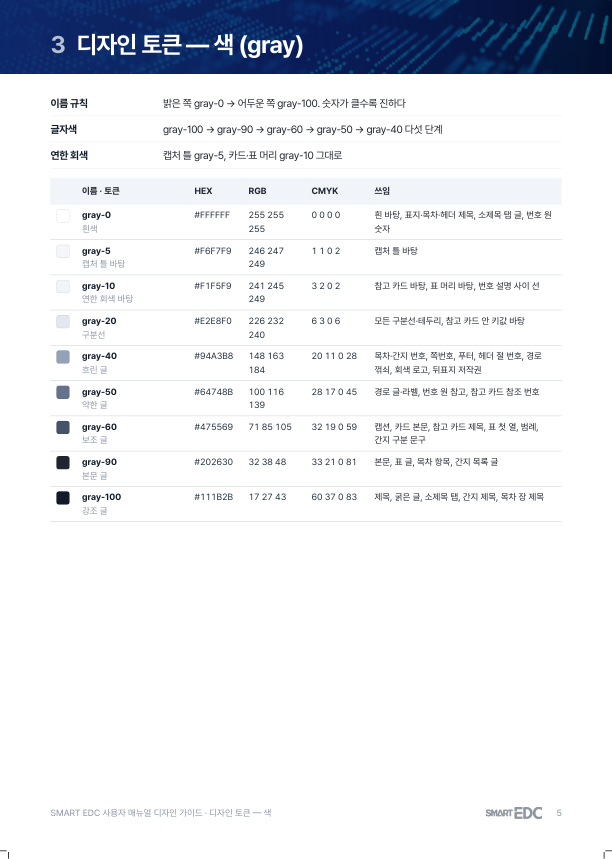 3 디자인 토큰 — 색 (gray)
이름 규칙 밝은 쪽 gray-0 → 어두운 쪽 gray-100. 숫자가 클수록 진하다
글자색 gray-100 → gray-90 → gray-60 → gray-50 → gray-40 다섯 단계
연한 회색 캡처 틀 gray-5, 카드·표 머리 gray-10 그대로
이름 · 토큰 HEX RGB CMYK 쓰임
gray-0 #FFFFFF 255 255 0 0 0 0 흰 바탕, 표지·목차·헤더 제목, 소제목 탭 글, 번호 원
흰색 255 숫자
gray-5 #F6F7F9 246 247 1 1 0 2 캡처 틀 바탕
캡처 틀 바탕 249
gray-10 #F1F5F9 241 245 3 2 0 2 참고 카드 바탕, 표 머리 바탕, 번호 설명 사이 선
연한 회색 바탕 249
gray-20 #E2E8F0 226 232 6 3 0 6 모든 구분선·테두리, 참고 카드 안 키값 바탕
구분선 240
gray-40 #94A3B8 148 163 20 11 0 28 목차·간지 번호, 쪽번호, 푸터, 헤더 절 번호, 경로
흐린 글 184 꺾쇠, 회색 로고, 뒤표지 저작권
gray-50 #64748B 100 116 28 17 0 45 경로 글·라벨, 번호 원 참고, 참고 카드 참조 번호
약한 글 139
gray-60 #475569 71 85 105 32 19 0 59 캡션, 카드 본문, 참고 카드 제목, 표 첫 열, 범례,
보조 글 간지 구분 문구
gray-90 #202630 32 38 48 33 21 0 81 본문, 표 글, 목차 항목, 간지 목록 글
본문 글
gray-100 #111B2B 17 27 43 60 37 0 83 제목, 굵은 글, 소제목 탭, 간지 제목, 목차 장 제목
강조 글
SMART EDC 사용자 매뉴얼 디자인 가이드 · 디자인 토큰 — 색 SMART EDC 5